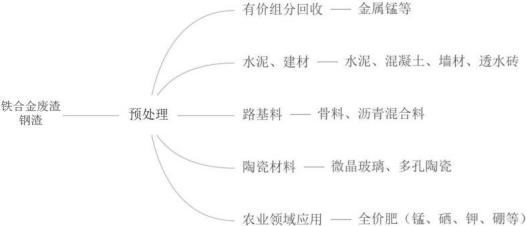 有价组分回收 — 金属锰等
水泥、建材 — 水泥、混凝土、墙材、透水砖
铁合金废渣
钢渣
预处理
路基料 — 骨料、沥青混合料
陶瓷材料 — 微晶玻璃、多孔陶瓷
农业领域应用 — 全价肥（锰、硒、钾、硼等）